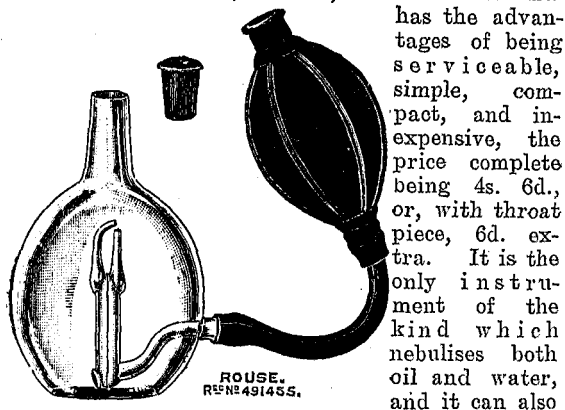 has the advan-
tages of being
serviceable,
simple, com-
pact, and in-
expensive, the
price complete
being 4s. 6d.,
or, with throat
piece, 6d. ex-
tra. It is the
only instru-
ment of the
kind which
nebulises both
oil and water,
and it can also
ROUSE.
REGD No 491455.